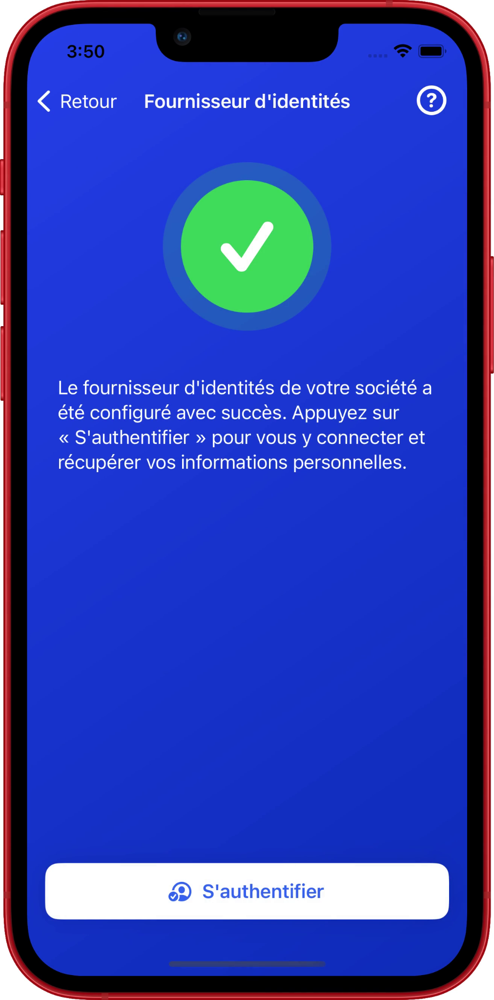 3:50
Retour
Fournisseur d'identités
?
Le fournisseur d'identités de votre société a
été configuré avec succès. Appuyez sur
« S'authentifier » pour vous y connecter et
récupérer vos informations personnelles.
S'authentifier